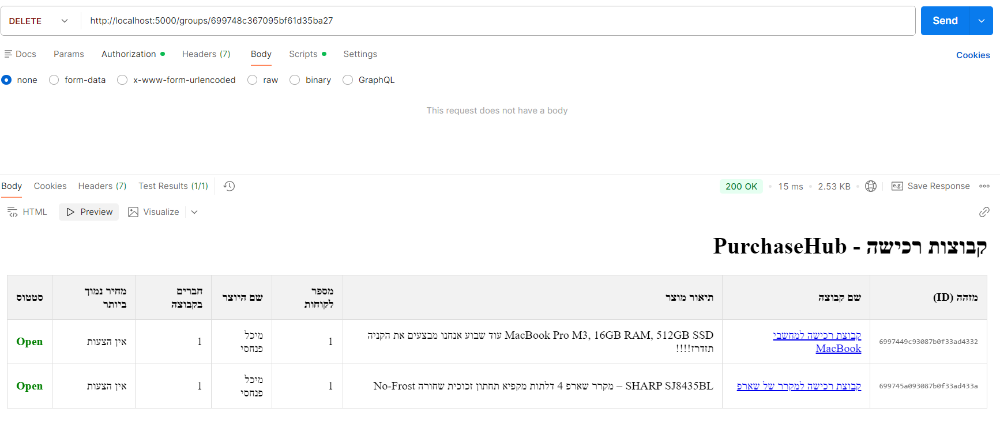 DELETE http://localhost:5000/groups/699748c367095bf61d35ba27 Send
Docs Params Authorization Headers (7) Body Scripts Settings Cookies
none form-data x-www-form-urlencoded raw binary GraphQL
This request does not have a body
Body Cookies Headers (7) Test Results (1/1) 200 OK 15 ms 2.53 KB e.g. Save Response
HTML Preview Visualize
קבוצות רכישה - PurchaseHub
מזהה (ID)
שם קבוצה
תיאור מוצר
מספר
לקוחות
שם היוצר
חברים
בקבוצה
מחיר נמוך
ביותר
סטטוס
6997449c93087b0f33ad4332
קבוצת רכישה למחשבי
MacBook
MacBook Pro M3, 16GB RAM, 512GB SSD עוד שבוע אנחנו מבצעים את הקניה
תזדרז!!!!
1
מיכל
פנחסי
1
אין הצעות
Open
699745a093087b0f33ad433a
קבוצת רכישה למקרר של שארפ
SHARP SJ8435BL – מקרר שארפ 4 דלתות מקפיא תחתון זכוכית שחורה No-Frost
1
מיכל
פנחסי
1
אין הצעות
Open